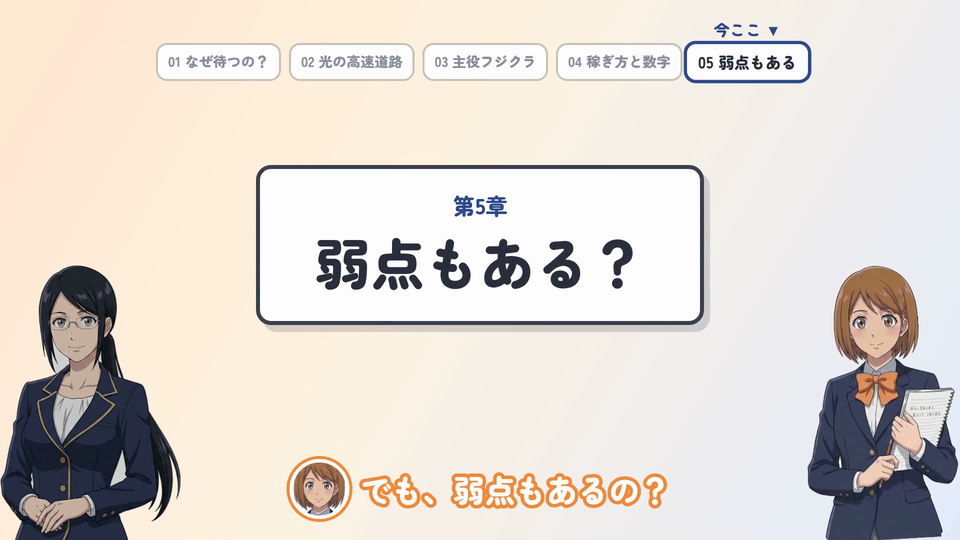 今ここ ▼
01 なぜ待つの？
02 光の高速道路
03 主役フジクラ
04 稼ぎ方と数字
05 弱点もある
第5章
弱点もある？
でも、弱点もあるの？